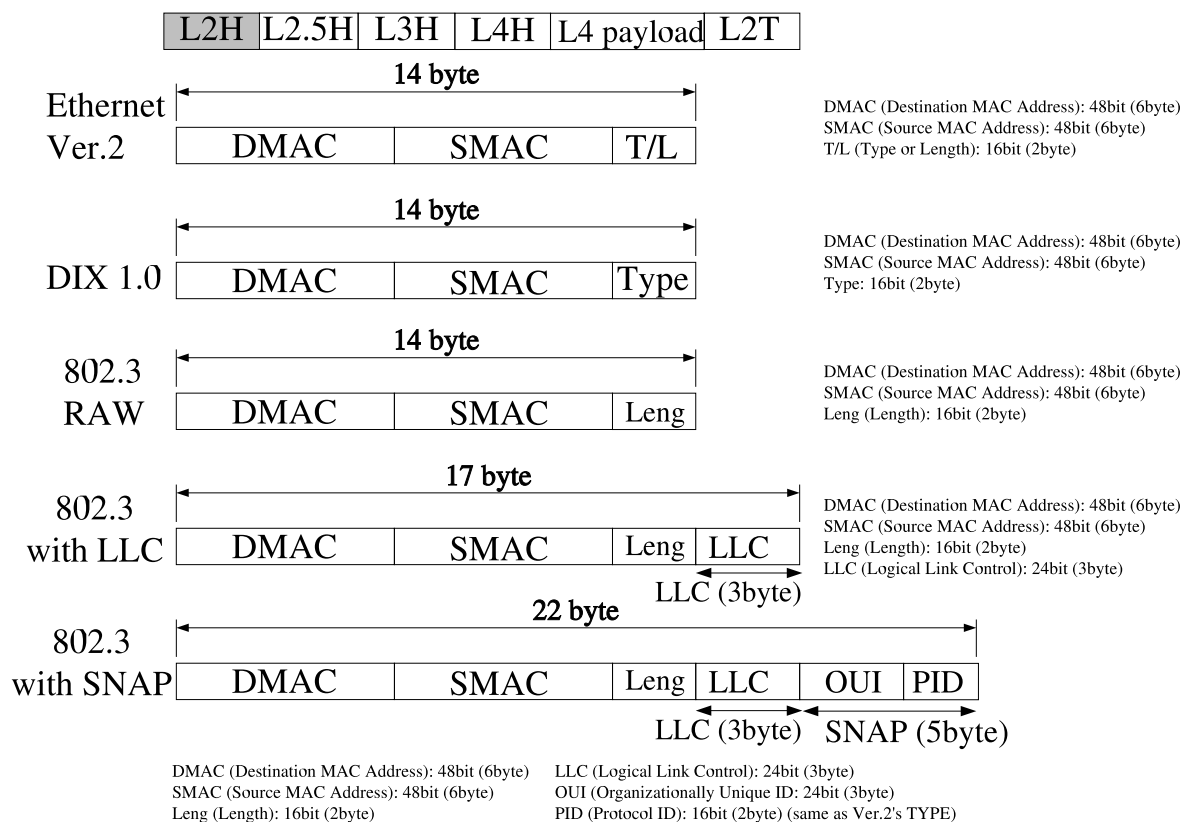 L2H L2.5H L3H L4H L4 payload L2T
14 byte
Ethernet
Ver.2
DMAC SMAC T/L
DMAC (Destination MAC Address): 48bit (6byte)
SMAC (Source MAC Address): 48bit (6byte)
T/L (Type or Length): 16bit (2byte)
14 byte
DIX 1.0
DMAC SMAC Type
DMAC (Destination MAC Address): 48bit (6byte)
SMAC (Source MAC Address): 48bit (6byte)
Type: 16bit (2byte)
14 byte
802.3
RAW
DMAC SMAC Leng
DMAC (Destination MAC Address): 48bit (6byte)
SMAC (Source MAC Address): 48bit (6byte)
Leng (Length): 16bit (2byte)
17 byte
802.3
with LLC
DMAC SMAC Leng LLC
LLC (3byte)
DMAC (Destination MAC Address): 48bit (6byte)
SMAC (Source MAC Address): 48bit (6byte)
Leng (Length): 16bit (2byte)
LLC (Logical Link Control): 24bit (3byte)
22 byte
802.3
with SNAP
DMAC SMAC Leng LLC OUI PID
LLC (3byte) SNAP (5byte)
DMAC (Destination MAC Address): 48bit (6byte)
SMAC (Source MAC Address): 48bit (6byte)
Leng (Length): 16bit (2byte)
LLC (Logical Link Control): 24bit (3byte)
OUI (Organizationally Unique ID: 24bit (3byte)
PID (Protocol ID): 16bit (2byte) (same as Ver.2's TYPE)